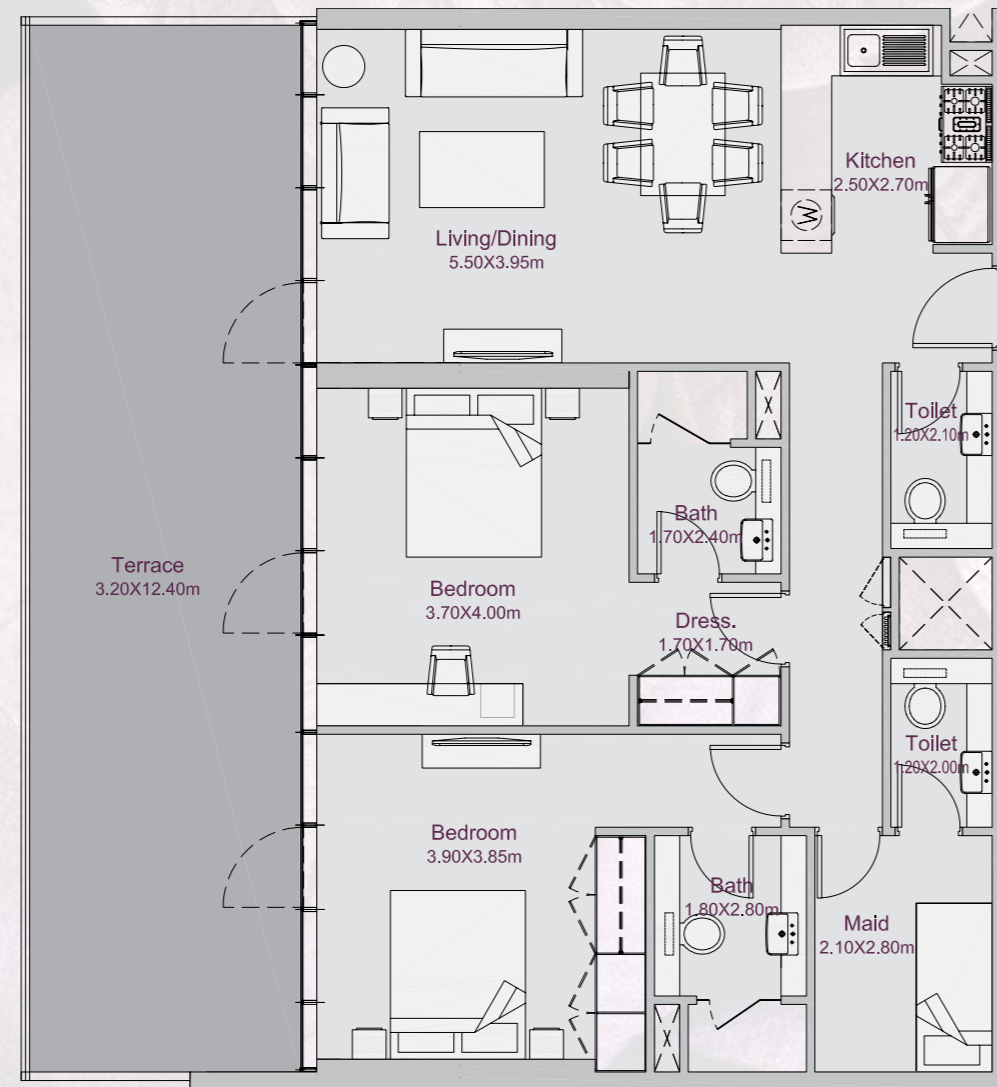 Kitchen
2.50X2.70m
W
Living/Dining
5.50X3.95m
Toilet
1.20X2.10m
Bath
1.70X2.40m
Terrace
3.20X12.40m
Bedroom
3.70X4.00m
Dress.
1.70X1.70m
Toilet
1.20X2.00m
Bedroom
3.90X3.85m
Bath
1.80X2.80m
Maid
2.10X2.80m